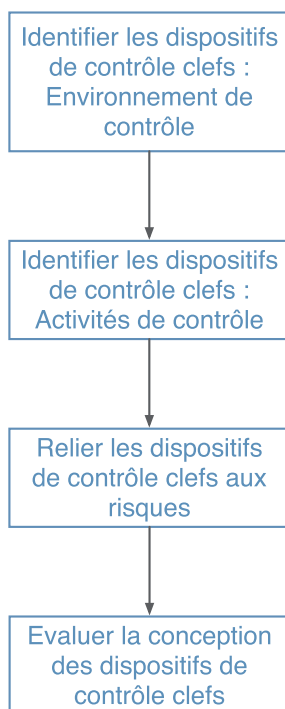 Identifier les dispositifs
de contrôle clefs :
Environnement de
contrôle
Identifier les dispositifs
de contrôle clefs :
Activités de contrôle
Relier les dispositifs
de contrôle clefs aux
risques
Evaluer la conception
des dispositifs de
contrôle clefs